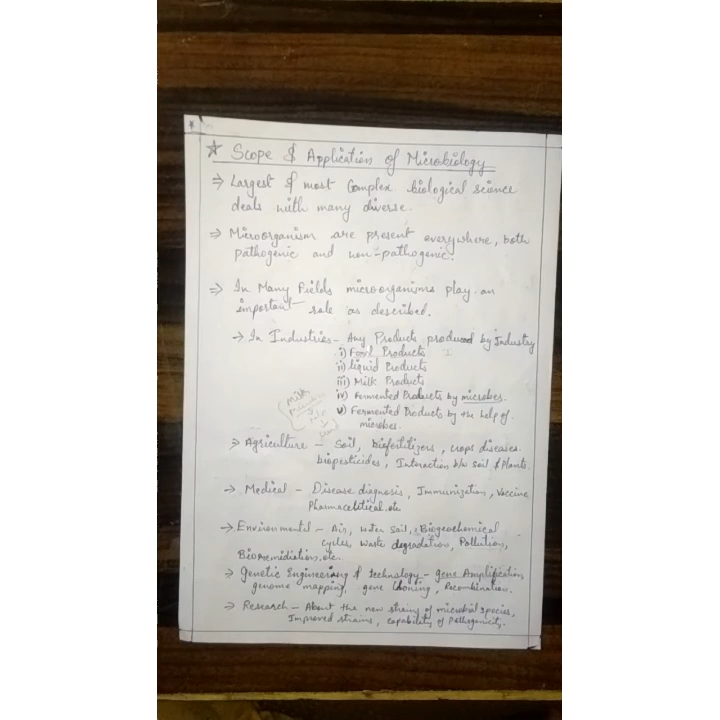 ☆ Scope & Application of Microbiology
⇒ Largest & most Complex biological science
deals with many diverse.
⇒ Microorganism are present everywhere, both
pathogenic and non-pathogenic.
⇒ In Many Fields microorganisms play an
important role as described.
→ In Industries - Any Products produced by Industry
i) Food Products
ii) liquid Products
iii) Milk Products
iv) Fermented Products by microbes.
v) Fermented Products by the help of
microbes.
Milk
→ Agriculture - Soil, biofertilizers, crops diseases.
biopesticides, Interaction b/w soil & Plants.
→ Medical - Disease diagnosis, Immunization, Vaccine
Pharmacetitical.etc
→ Environmental - Air, water soil, Biogeochemical
cycles, waste degradation, Pollution,
Bioremidiation,etc.
→ Genetic Engineering & technology - gene Amplification,
genome mapping, gene cloning, Recombination.
→ Research - About the new strains of microbial species,
Improved strains, capability of Pathogenicity.